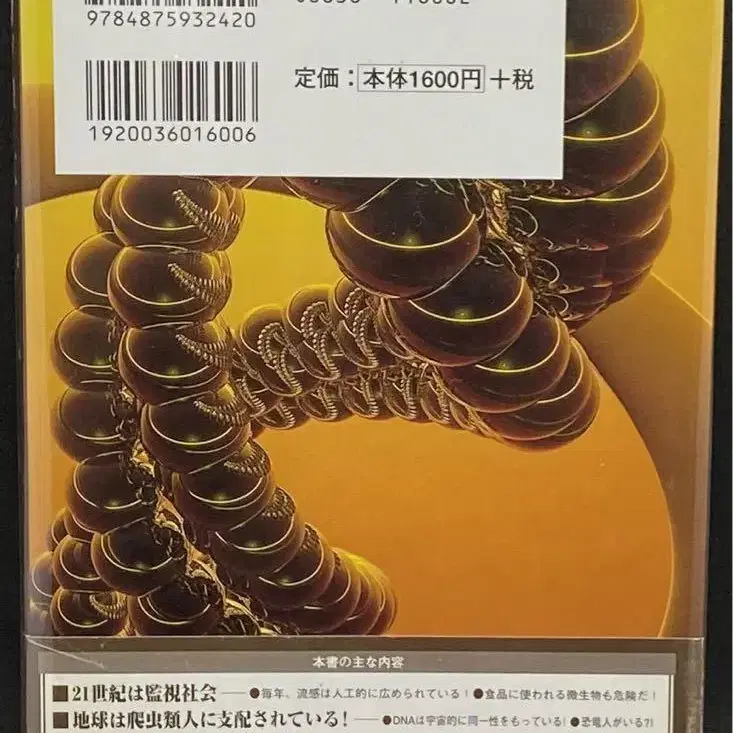 9784875932420
定価：本体1600円＋税
1920036016006
本書の主な内容
■21世紀は監視社会──●毎年、流感は人工的に広められている！●食品に使われる微生物も危険だ！
■地球は爬虫類人に支配されている！──●DNAは宇宙的に同一性をもっている!●恐竜人がいる?!